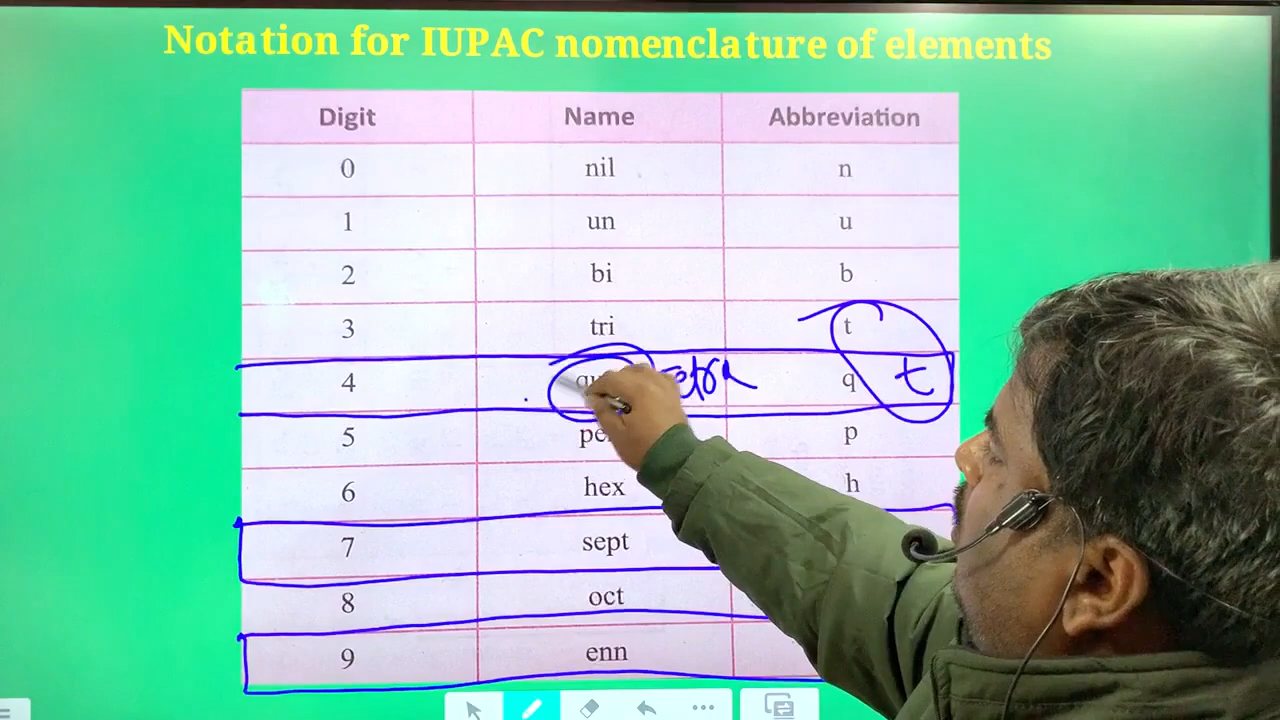 Notation for IUPAC nomenclature of elements
Digit Name Abbreviation
0 nil n
1 un u
2 bi b
3 tri t
4 q t
5 p
6 hex h
7 sept
8 oct
9 enn